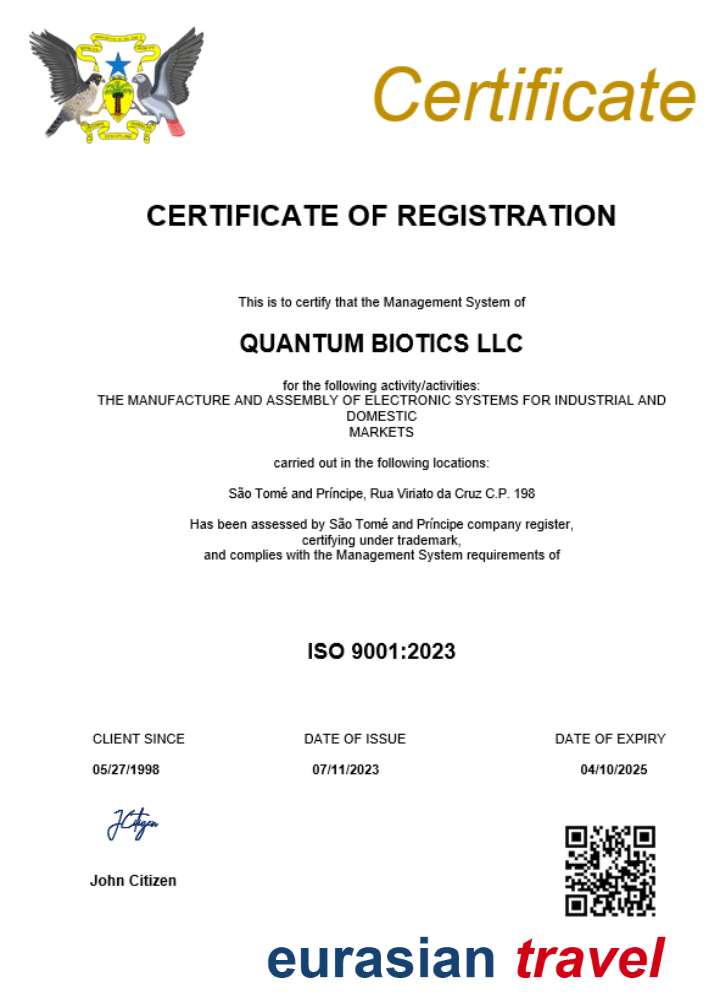 Certificate
CERTIFICATE OF REGISTRATION
This is to certify that the Management System of
QUANTUM BIOTICS LLC
for the following activity/activities:
THE MANUFACTURE AND ASSEMBLY OF ELECTRONIC SYSTEMS FOR INDUSTRIAL AND
DOMESTIC
MARKETS
carried out in the following locations:
São Tomé and Príncipe, Rua Viriato da Cruz C.P. 198
Has been assessed by São Tomé and Príncipe company register,
certifying under trademark,
and complies with the Management System requirements of
ISO 9001:2023
CLIENT SINCE DATE OF ISSUE DATE OF EXPIRY
05/27/1998 07/11/2023 04/10/2025
JCitizen
John Citizen
eurasian travel